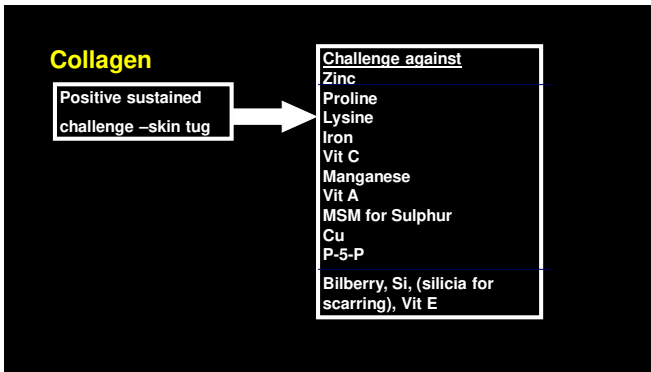 Collagen
Positive sustained
challenge –skin tug
Challenge against
Zinc
Proline
Lysine
Iron
Vit C
Manganese
Vit A
MSM for Sulphur
Cu
P-5-P
Bilberry, Si, (silicia for
scarring), Vit E